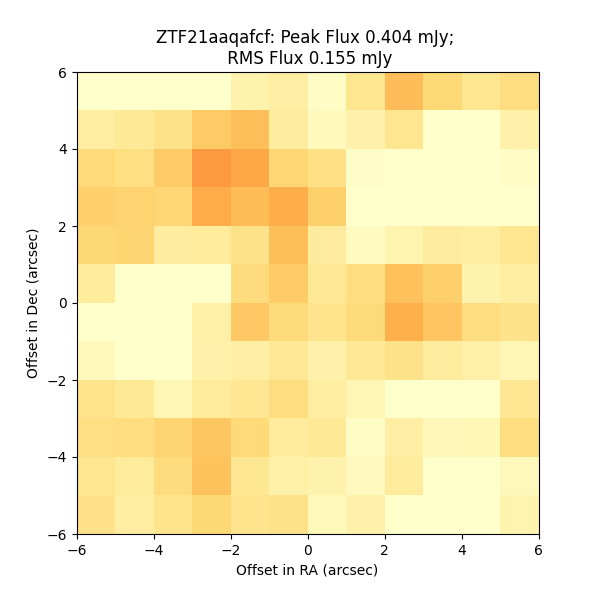 ZTF21aaqafcf: Peak Flux 0.404 mJy;
RMS Flux 0.155 mJy
6
4
2
0
−2
−4
−6
Offset in Dec (arcsec)
−6 −4 −2 0 2 4 6
Offset in RA (arcsec)